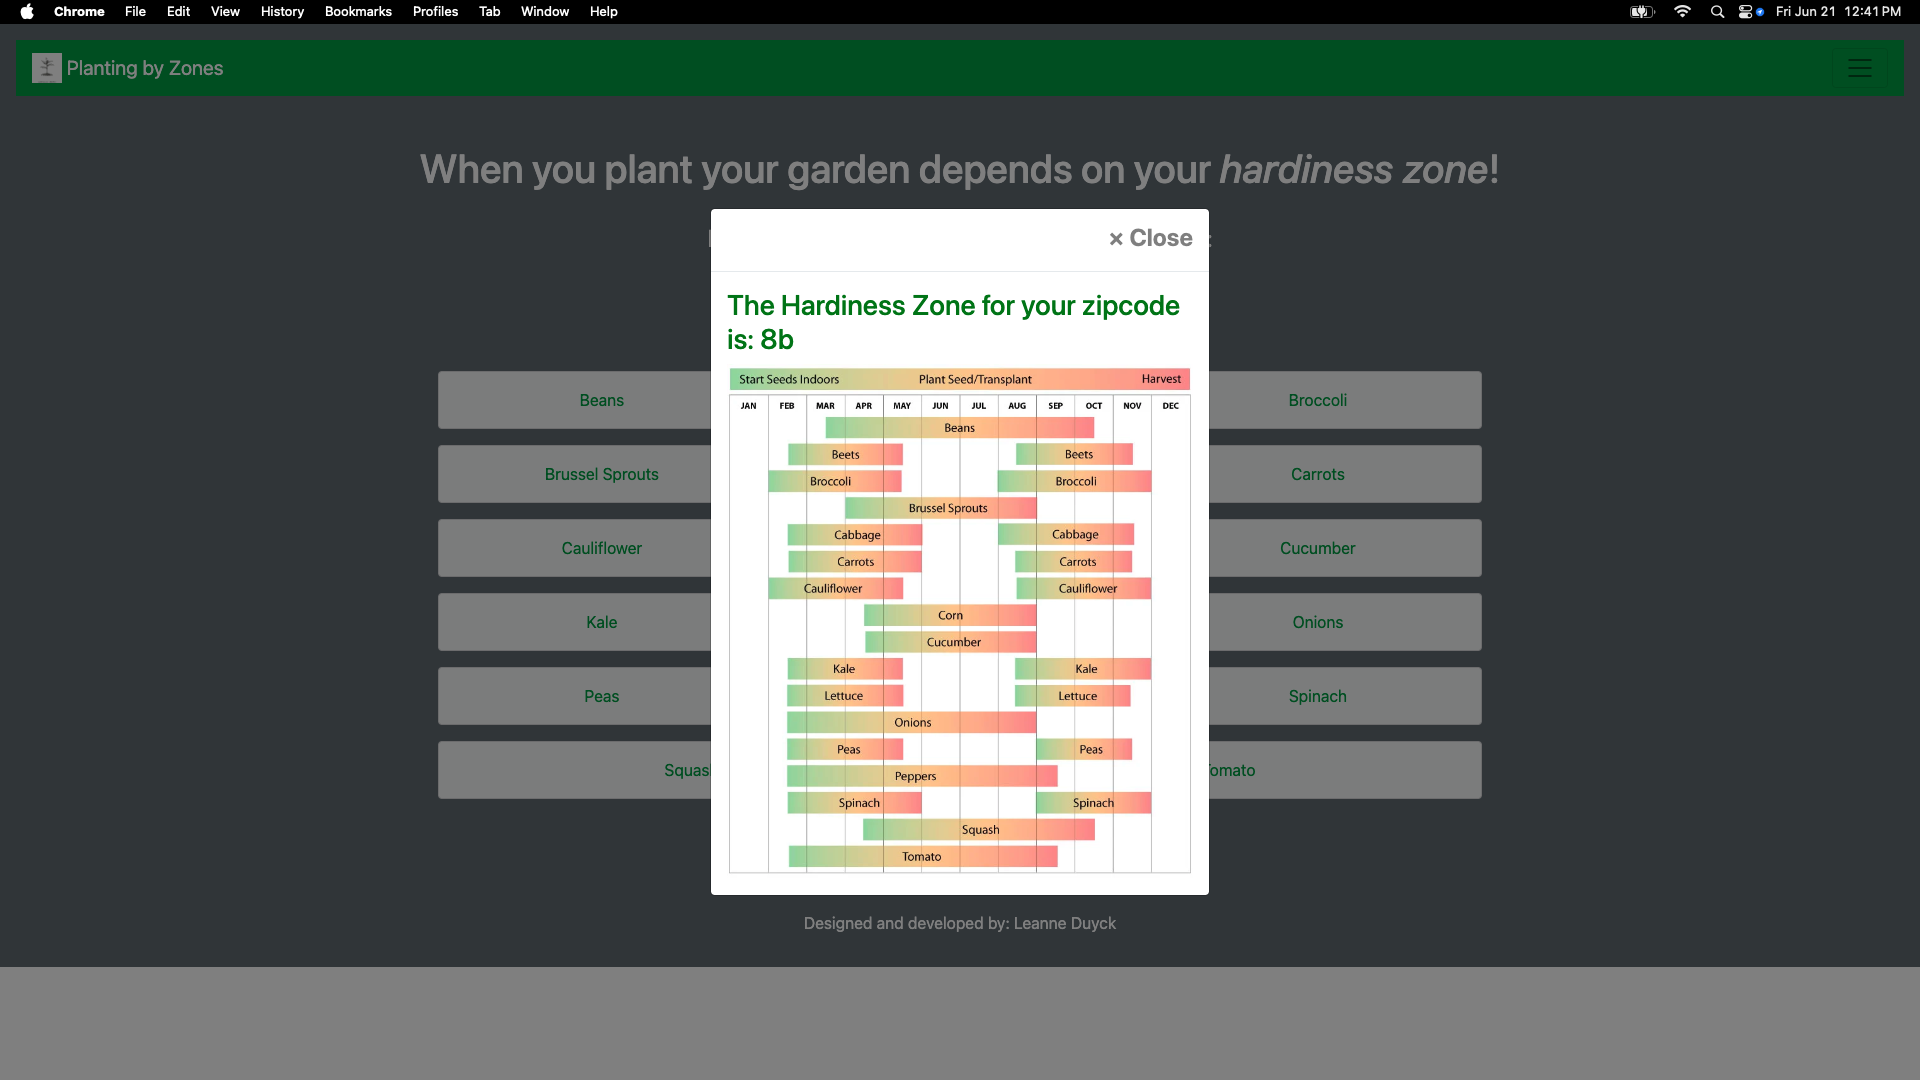 Chrome File Edit View History Bookmarks Profiles Tab Window Help Fri Jun 21 12:41 PM
Planting by Zones
When you plant your garden depends on your hardiness zone!
× Close
The Hardiness Zone for your zipcode
is: 8b
Start Seeds Indoors Plant Seed/Transplant Harvest
JAN FEB MAR APR MAY JUN JUL AUG SEP OCT NOV DEC
Beans
Beets Beets
Broccoli Broccoli
Brussel Sprouts
Cabbage Cabbage
Carrots Carrots
Cauliflower Cauliflower
Corn
Cucumber
Kale Kale
Lettuce Lettuce
Onions
Peas Peas
Peppers
Spinach Spinach
Squash
Tomato
Beans Broccoli
Brussel Sprouts Carrots
Cauliflower Cucumber
Kale Onions
Peas Spinach
Squas omato
Designed and developed by: Leanne Duyck